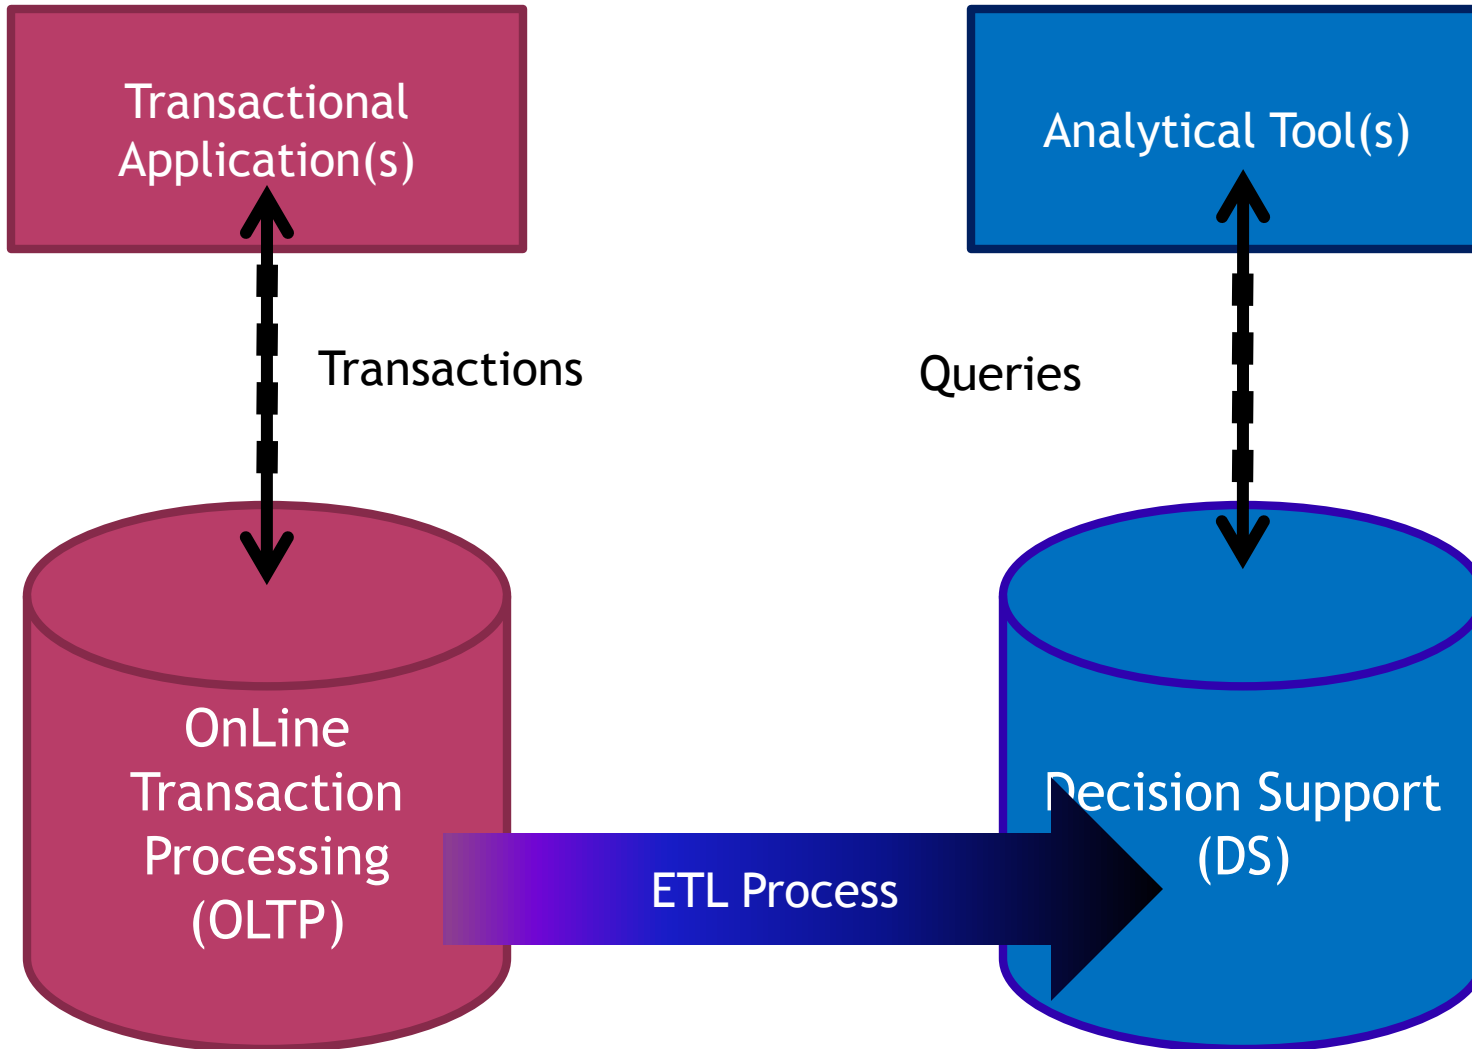 Transactional
Application(s)
Analytical Tool(s)
Transactions
Queries
OnLine
Transaction
Processing
(OLTP)
Decision Support
(DS)
ETL Process